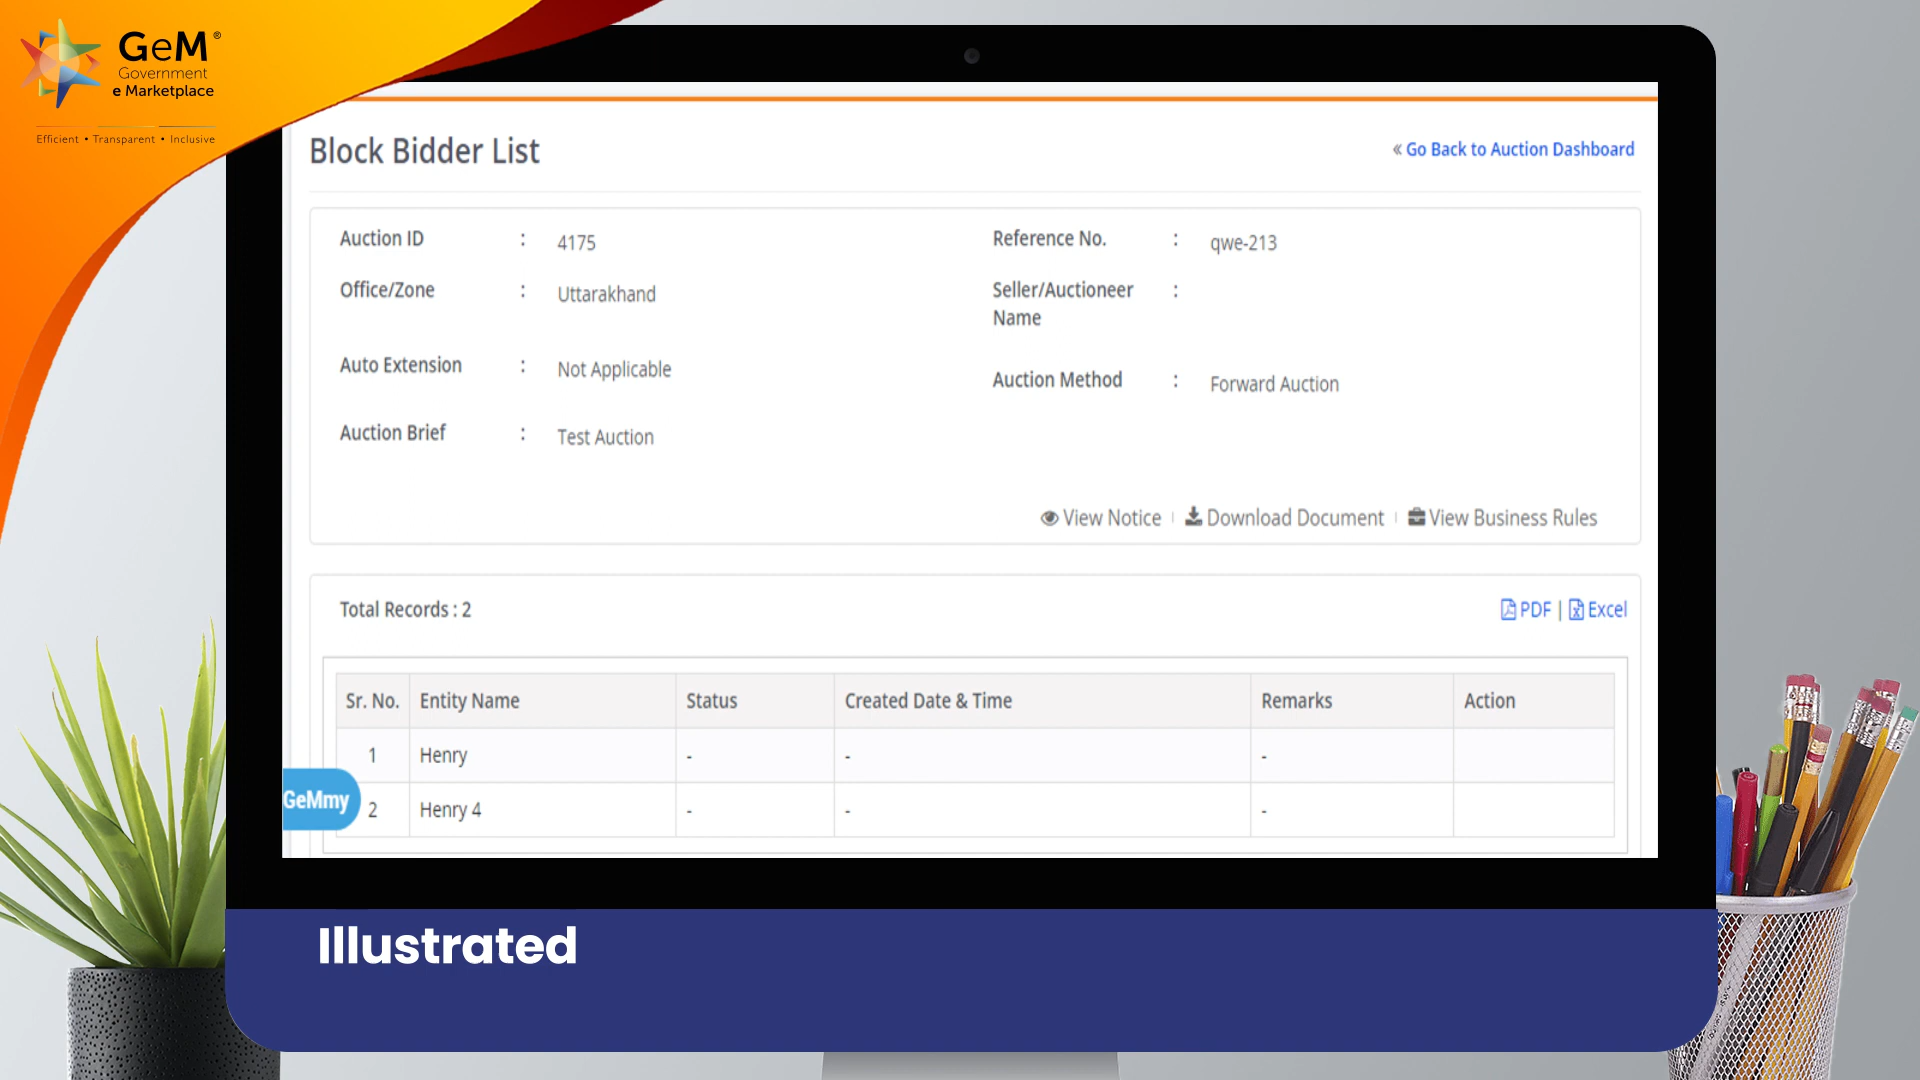 GeM®
Government
e Marketplace
Efficient • Transparent • Inclusive
Block Bidder List
« Go Back to Auction Dashboard
Auction ID : 4175
Reference No. : qwe-213
Office/Zone : Uttarakhand
Seller/Auctioneer Name :
Auto Extension : Not Applicable
Auction Method : Forward Auction
Auction Brief : Test Auction
View Notice | Download Document | View Business Rules
Total Records : 2
PDF | Excel
Sr. No. Entity Name Status Created Date & Time Remarks Action
1 Henry - - -
2 Henry 4 - - -
GeMmy
Illustrated